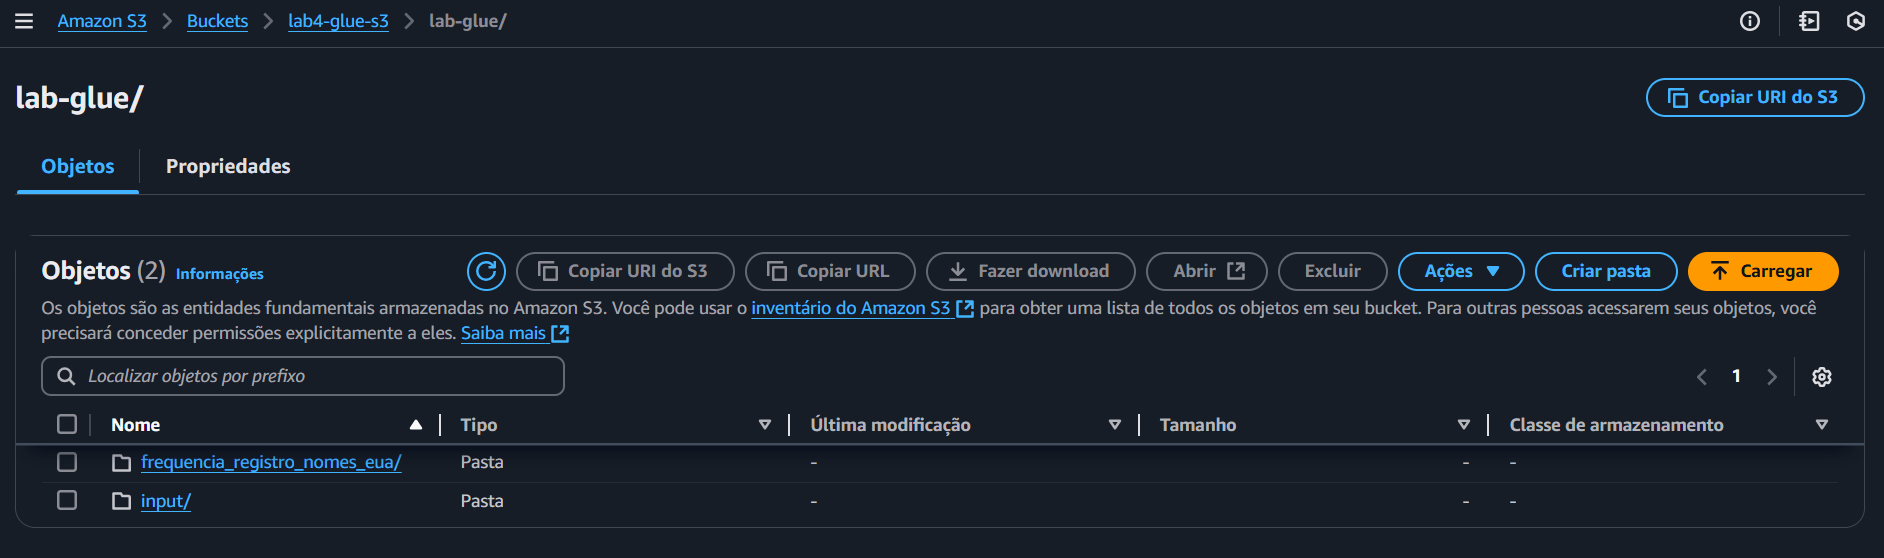 Amazon S3 > Buckets > lab4-glue-s3 > lab-glue/
lab-glue/
Copiar URI do S3
Objetos Propriedades
Objetos (2) Informações Copiar URI do S3 Copiar URL Fazer download Abrir Excluir Ações Criar pasta Carregar
Os objetos são as entidades fundamentais armazenadas no Amazon S3. Você pode usar o inventário do Amazon S3 para obter uma lista de todos os objetos em seu bucket. Para outras pessoas acessarem seus objetos, você
precisará conceder permissões explicitamente a eles. Saiba mais
Localizar objetos por prefixo
1
Nome Tipo Última modificação Tamanho Classe de armazenamento
frequencia_registro_nomes_eua/ Pasta - - -
input/ Pasta - - -